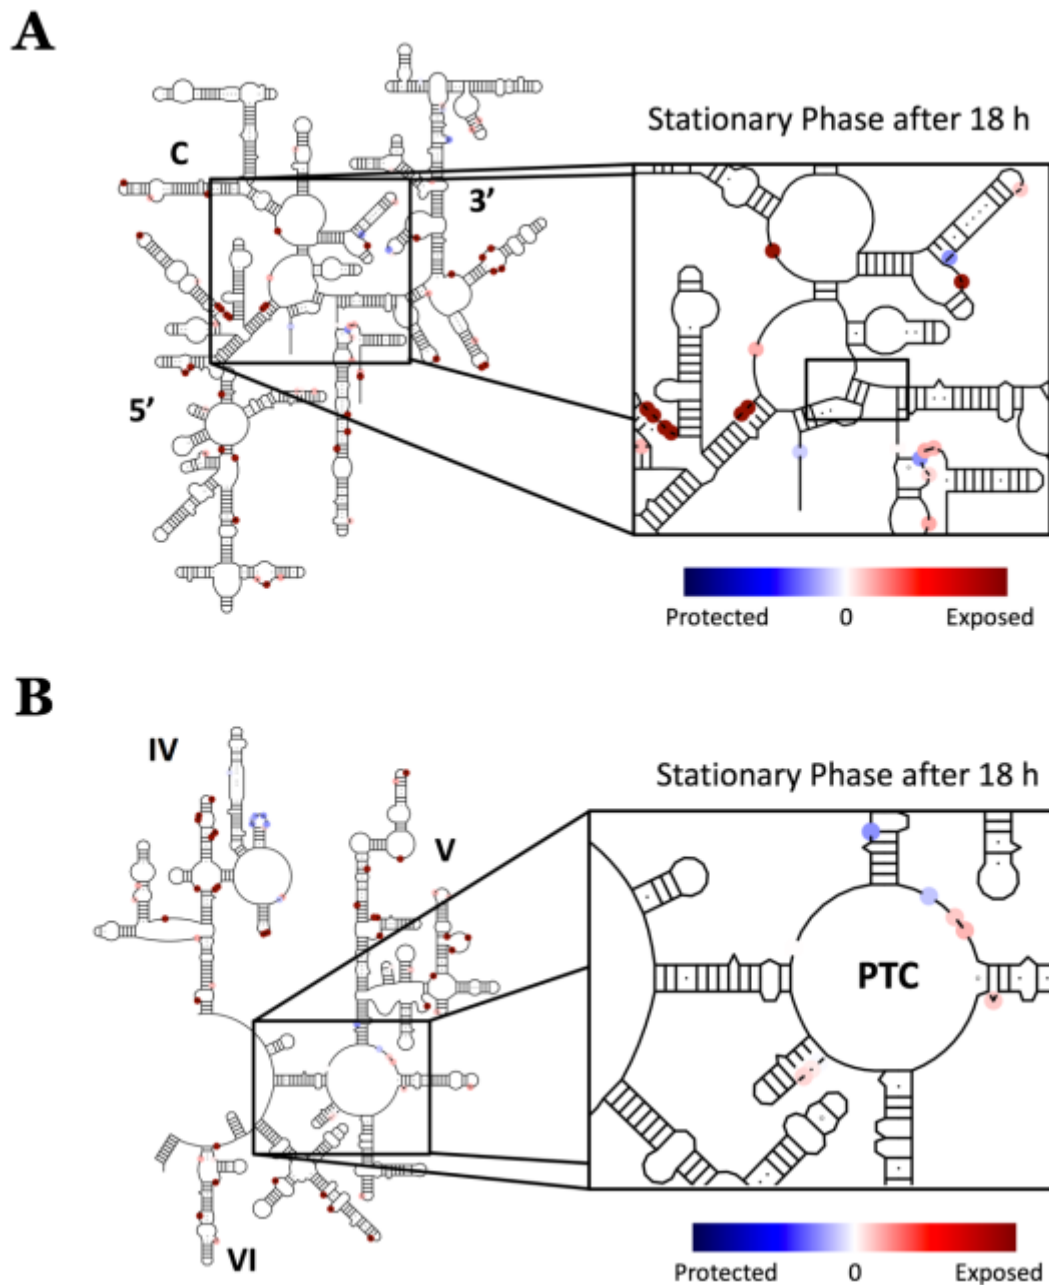 A
Stationary Phase after 18 h
C
3’
5’
Protected 0 Exposed
B
IV
Stationary Phase after 18 h
V
PTC
VI
Protected 0 Exposed